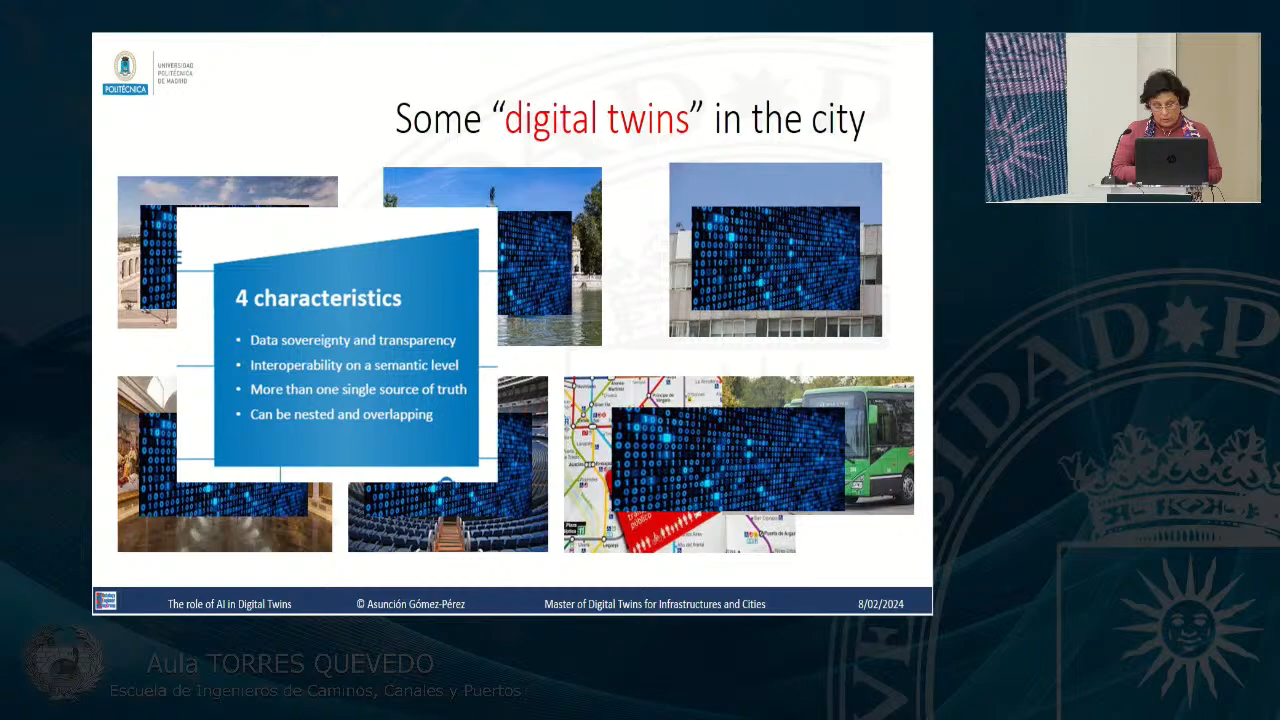 UNIVERSIDAD
POLITÉCNICA
DE MADRID
POLITÉCNICA
Some “digital twins” in the city
4 characteristics
• Data sovereignty and transparency
• Interoperability on a semantic level
• More than one single source of truth
• Can be nested and overlapping
The role of AI in Digital Twins
© Asunción Gómez-Pérez
Master of Digital Twins for Infrastructures and Cities
8/02/2024
Aula TORRES QUEVEDO
Escuela de Ingenieros de Caminos, Canales y Puertos